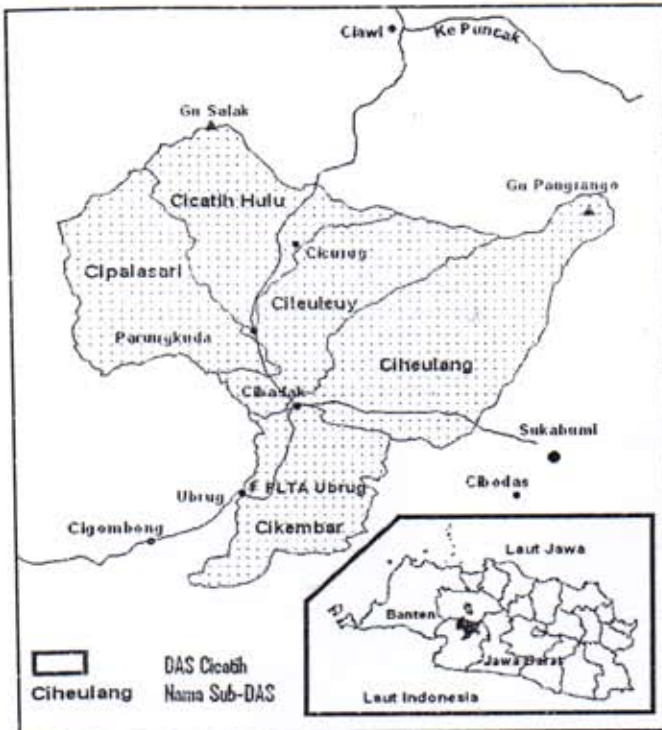 Ciawi
Ke Puncak
Gn Salak
Cicatih Hulu
Gn Pangrango
Cicurug
Cipalasari
Cileuleuy
Parungkuda
Ciheulang
Cibadak
Sukabumi
Ubrug
PLTA Ubrug
Cibodas
Cigombong
Cikembar
Laut Jawa
Banten
Jawa Barat
Laut Indonesia
DAS Cicatih
Ciheulang
Nama Sub-DAS